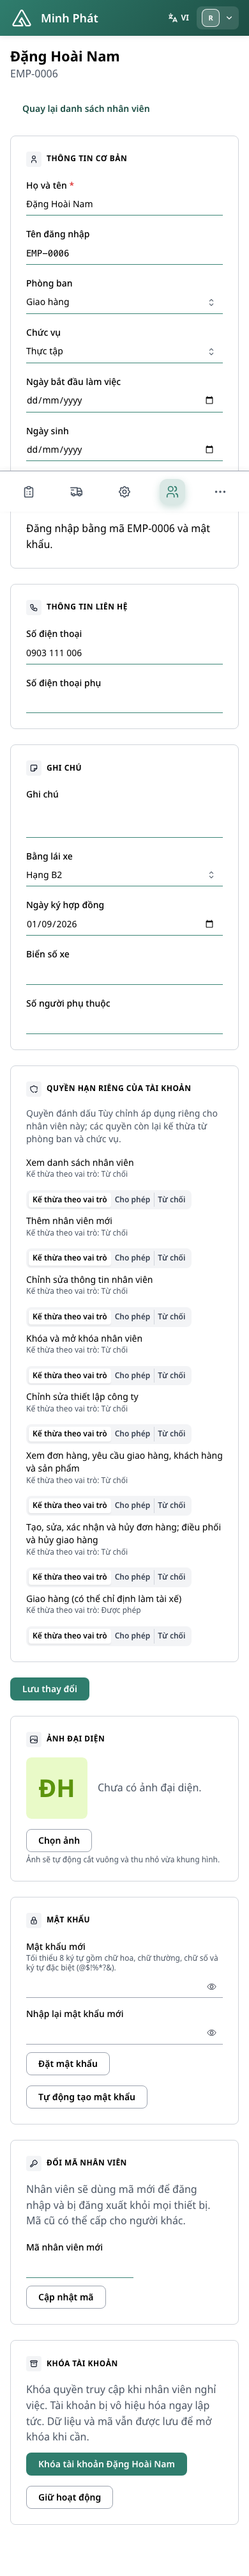 Minh Phát
VI
R
Đặng Hoài Nam
EMP-0006
Quay lại danh sách nhân viên
THÔNG TIN CƠ BẢN
Họ và tên *
Đặng Hoài Nam
Tên đăng nhập
EMP-0006
Phòng ban
Giao hàng
Chức vụ
Thực tập
Ngày bắt đầu làm việc
dd/mm/yyyy
Ngày sinh
dd/mm/yyyy
Đăng nhập bằng mã EMP-0006 và mật
khẩu.
THÔNG TIN LIÊN HỆ
Số điện thoại
0903 111 006
Số điện thoại phụ
GHI CHÚ
Ghi chú
Bằng lái xe
Hạng B2
Ngày ký hợp đồng
01/09/2026
Biển số xe
Số người phụ thuộc
QUYỀN HẠN RIÊNG CỦA TÀI KHOẢN
Quyền đánh dấu Tùy chỉnh áp dụng riêng cho
nhân viên này; các quyền còn lại kế thừa từ
phòng ban và chức vụ.
Xem danh sách nhân viên
Kế thừa theo vai trò: Từ chối
Kế thừa theo vai trò Cho phép Từ chối
Thêm nhân viên mới
Kế thừa theo vai trò: Từ chối
Kế thừa theo vai trò Cho phép Từ chối
Chỉnh sửa thông tin nhân viên
Kế thừa theo vai trò: Từ chối
Kế thừa theo vai trò Cho phép Từ chối
Khóa và mở khóa nhân viên
Kế thừa theo vai trò: Từ chối
Kế thừa theo vai trò Cho phép Từ chối
Chỉnh sửa thiết lập công ty
Kế thừa theo vai trò: Từ chối
Kế thừa theo vai trò Cho phép Từ chối
Xem đơn hàng, yêu cầu giao hàng, khách hàng
và sản phẩm
Kế thừa theo vai trò: Từ chối
Kế thừa theo vai trò Cho phép Từ chối
Tạo, sửa, xác nhận và hủy đơn hàng; điều phối
và hủy giao hàng
Kế thừa theo vai trò: Từ chối
Kế thừa theo vai trò Cho phép Từ chối
Giao hàng (có thể chỉ định làm tài xế)
Kế thừa theo vai trò: Được phép
Kế thừa theo vai trò Cho phép Từ chối
Lưu thay đổi
ẢNH ĐẠI DIỆN
ĐH
Chưa có ảnh đại diện.
Chọn ảnh
Ảnh sẽ tự động cắt vuông và thu nhỏ vừa khung hình.
MẬT KHẨU
Mật khẩu mới
Tối thiểu 8 ký tự gồm chữ hoa, chữ thường, chữ số và
ký tự đặc biệt (@$!%*?&).
Nhập lại mật khẩu mới
Đặt mật khẩu
Tự động tạo mật khẩu
ĐỔI MÃ NHÂN VIÊN
Nhân viên sẽ dùng mã mới để đăng
nhập và bị đăng xuất khỏi mọi thiết bị.
Mã cũ có thể cấp cho người khác.
Mã nhân viên mới
Cập nhật mã
KHÓA TÀI KHOẢN
Khóa quyền truy cập khi nhân viên nghỉ
việc. Tài khoản bị vô hiệu hóa ngay lập
tức. Dữ liệu và mã vẫn được lưu để mở
khóa khi cần.
Khóa tài khoản Đặng Hoài Nam
Giữ hoạt động